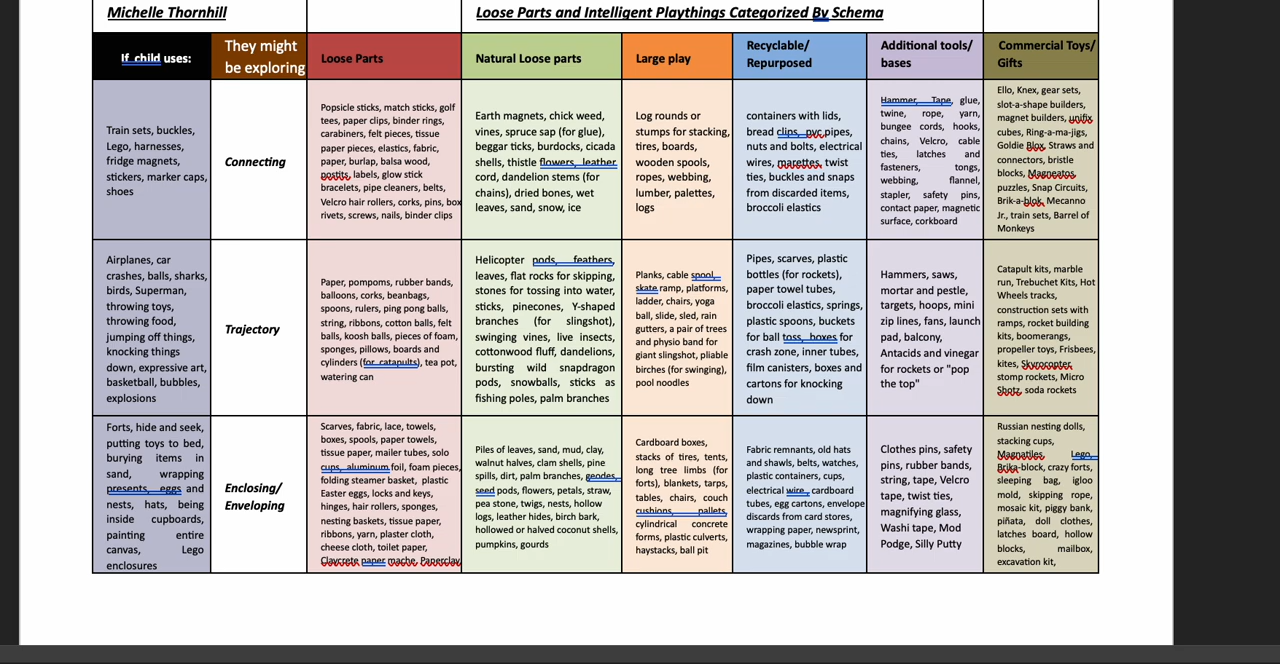 Michelle Thornhill
Loose Parts and Intelligent Playthings Categorized By Schema
If child uses:
They might
be exploring
Loose Parts
Natural Loose parts
Large play
Recyclable/
Repurposed
Additional tools/
bases
Commercial Toys/
Gifts
Train sets, buckles,
Lego, harnesses,
fridge magnets,
stickers, marker caps,
shoes
Connecting
Popsicle sticks, match sticks, golf
tees, paper clips, binder rings,
carabiners, felt pieces, tissue
paper pieces, elastics, fabric,
paper, burlap, balsa wood,
postits, labels, glow stick
bracelets, pipe cleaners, belts,
Velcro hair rollers, corks, pins, box
rivets, screws, nails, binder clips
Earth magnets, chick weed,
vines, spruce sap (for glue),
beggar ticks, burdocks, cicada
shells, thistle flowers, leather
cord, dandelion stems (for
chains), dried bones, wet
leaves, sand, snow, ice
Log rounds or
stumps for stacking,
tires, boards,
wooden spools,
ropes, webbing,
lumber, palettes,
logs
containers with lids,
bread clips, pvc pipes,
nuts and bolts, electrical
wires, marettes, twist
ties, buckles and snaps
from discarded items,
broccoli elastics
Hammer, Tape, glue,
twine, rope, yarn,
bungee cords, hooks,
chains, Velcro, cable
ties, latches and
fasteners, tongs,
webbing, flannel,
stapler, safety pins,
contact paper, magnetic
surface, corkboard
Ello, Knex, gear sets,
slot-a-shape builders,
magnet builders, unifix
cubes, Ring-a-ma-jigs,
Goldie Blox, Straws and
connectors, bristle
blocks, Magneatos,
puzzles, Snap Circuits,
Brik-a-blok, Mecanno
Jr., train sets, Barrel of
Monkeys
Airplanes, car
crashes, balls, sharks,
birds, Superman,
throwing toys,
throwing food,
jumping off things,
knocking things
down, expressive art,
basketball, bubbles,
explosions
Trajectory
Paper, pompoms, rubber bands,
balloons, corks, beanbags,
spoons, rulers, ping pong balls,
string, ribbons, cotton balls, felt
balls, koosh balls, pieces of foam,
sponges, pillows, boards and
cylinders (for catapults), tea pot,
watering can
Helicopter pods, feathers,
leaves, flat rocks for skipping,
stones for tossing into water,
sticks, pinecones, Y-shaped
branches (for slingshot),
swinging vines, live insects,
cottonwood fluff, dandelions,
bursting wild snapdragon
pods, snowballs, sticks as
fishing poles, palm branches
Planks, cable spool,
skate ramp, platforms,
ladder, chairs, yoga
ball, slide, sled, rain
gutters, a pair of trees
and physio band for
giant slingshot, pliable
birches (for swinging),
pool noodles
Pipes, scarves, plastic
bottles (for rockets),
paper towel tubes,
broccoli elastics, springs,
plastic spoons, buckets
for ball toss, boxes for
crash zone, inner tubes,
film canisters, boxes and
cartons for knocking
down
Hammers, saws,
mortar and pestle,
targets, hoops, mini
zip lines, fans, launch
pad, balcony,
Antacids and vinegar
for rockets or "pop
the top"
Catapult kits, marble
run, Trebuchet Kits, Hot
Wheels tracks,
construction sets with
ramps, rocket building
kits, boomerangs,
propeller toys, Frisbees,
kites, Skyrocopter,
stomp rockets, Micro
Shotz, soda rockets
Forts, hide and seek,
putting toys to bed,
burying items in
sand, wrapping
presents, eggs and
nests, hats, being
inside cupboards,
painting entire
canvas, Lego
enclosures
Enclosing/
Enveloping
Scarves, fabric, lace, towels,
boxes, spools, paper towels,
tissue paper, mailer tubes, solo
cups, aluminum foil, foam pieces,
folding steamer basket, plastic
Easter eggs, locks and keys,
hinges, hair rollers, sponges,
nesting baskets, tissue paper,
ribbons, yarn, plaster cloth,
cheese cloth, toilet paper,
Claycrete paper mache, Paperclay
Piles of leaves, sand, mud, clay,
walnut halves, clam shells, pine
spills, dirt, palm branches, geodes,
seed pods, flowers, petals, straw,
pea stone, twigs, nests, hollow
logs, leather hides, birch bark,
hollowed or halved coconut shells,
pumpkins, gourds
Cardboard boxes,
stacks of tires, tents,
long tree limbs (for
forts), blankets, tarps,
tables, chairs, couch
cushions, pallets,
cylindrical concrete
forms, plastic culverts,
haystacks, ball pit
Fabric remnants, old hats
and shawls, belts, watches,
plastic containers, cups,
electrical wire, cardboard
tubes, egg cartons, envelope
discards from card stores,
wrapping paper, newsprint,
magazines, bubble wrap
Clothes pins, safety
pins, rubber bands,
string, tape, Velcro
tape, twist ties,
magnifying glass,
Washi tape, Mod
Podge, Silly Putty
Russian nesting dolls,
stacking cups,
Magnatiles, Lego,
Brika-block, crazy forts,
sleeping bag, igloo
mold, skipping rope,
mosaic kit, piggy bank,
piñata, doll clothes,
latches board, hollow
blocks, mailbox,
excavation kit,